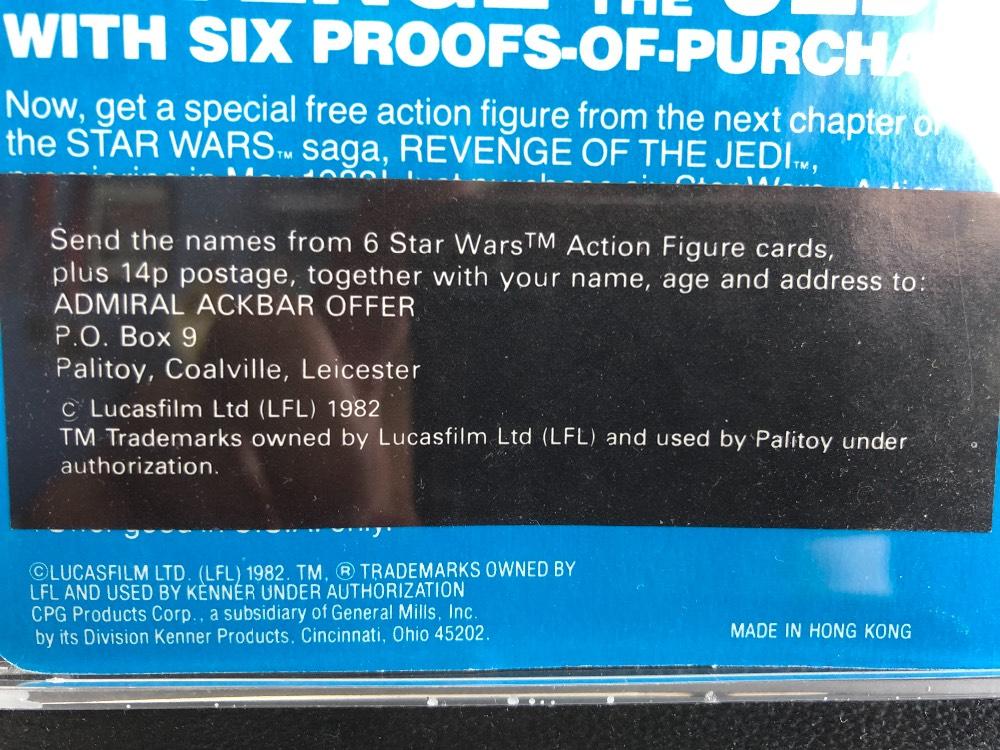 THE
WITH SIX PROOFS-OF-PURCHA
Now, get a special free action figure from the next chapter of
the STAR WARS™ saga, REVENGE OF THE JEDI™,
Send the names from 6 Star Wars™ Action Figure cards,
plus 14p postage, together with your name, age and address to:
ADMIRAL ACKBAR OFFER
P.O. Box 9
Palitoy, Coalville, Leicester
© Lucasfilm Ltd (LFL) 1982
TM Trademarks owned by Lucasfilm Ltd (LFL) and used by Palitoy under
authorization.
©LUCASFILM LTD. (LFL) 1982. TM, ® TRADEMARKS OWNED BY
LFL AND USED BY KENNER UNDER AUTHORIZATION
CPG Products Corp., a subsidiary of General Mills, Inc.
by its Division Kenner Products, Cincinnati, Ohio 45202.
MADE IN HONG KONG